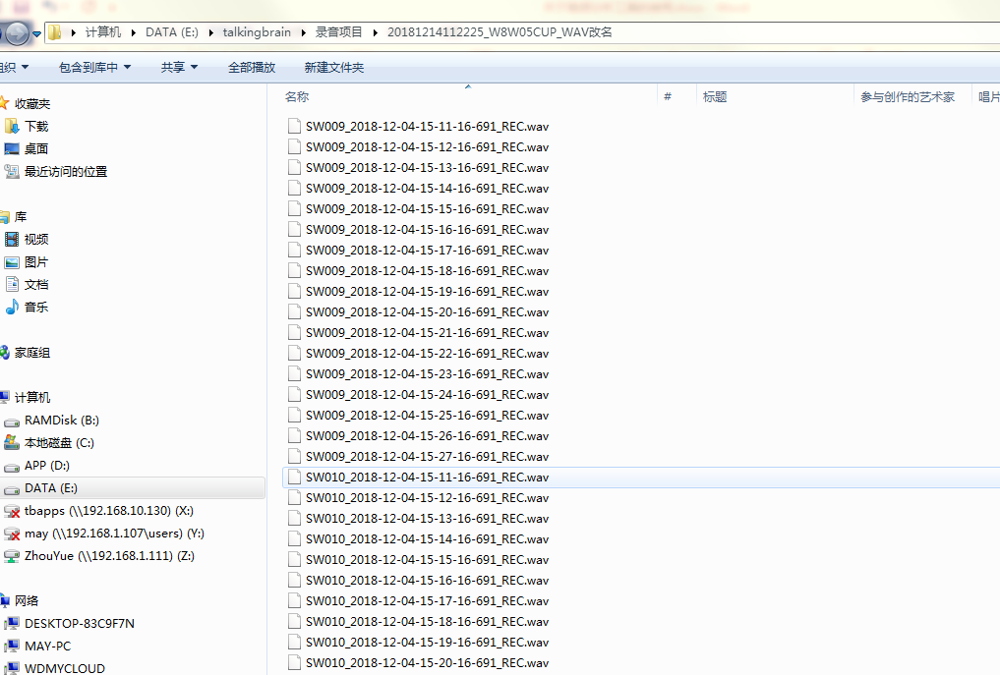 计算机 ▸ DATA (E:) ▸ talkingbrain ▸ 录音项目 ▸ 20181214112225_W8W05CUP_WAV改名
组织 包含到库中 共享 全部播放 新建文件夹
名称 # 标题 参与创作的艺术家 唱片
收藏夹
下载
桌面
最近访问的位置
库
视频
图片
文档
音乐
家庭组
计算机
RAMDisk (B:)
本地磁盘 (C:)
APP (D:)
DATA (E:)
tbapps (\\192.168.10.130) (X:)
may (\\192.168.1.107\users) (Y:)
ZhouYue (\\192.168.1.111) (Z:)
网络
DESKTOP-83C9F7N
MAY-PC
WDMYCLOUD
SW009_2018-12-04-15-11-16-691_REC.wav
SW009_2018-12-04-15-12-16-691_REC.wav
SW009_2018-12-04-15-13-16-691_REC.wav
SW009_2018-12-04-15-14-16-691_REC.wav
SW009_2018-12-04-15-15-16-691_REC.wav
SW009_2018-12-04-15-16-16-691_REC.wav
SW009_2018-12-04-15-17-16-691_REC.wav
SW009_2018-12-04-15-18-16-691_REC.wav
SW009_2018-12-04-15-19-16-691_REC.wav
SW009_2018-12-04-15-20-16-691_REC.wav
SW009_2018-12-04-15-21-16-691_REC.wav
SW009_2018-12-04-15-22-16-691_REC.wav
SW009_2018-12-04-15-23-16-691_REC.wav
SW009_2018-12-04-15-24-16-691_REC.wav
SW009_2018-12-04-15-25-16-691_REC.wav
SW009_2018-12-04-15-26-16-691_REC.wav
SW009_2018-12-04-15-27-16-691_REC.wav
SW010_2018-12-04-15-11-16-691_REC.wav
SW010_2018-12-04-15-12-16-691_REC.wav
SW010_2018-12-04-15-13-16-691_REC.wav
SW010_2018-12-04-15-14-16-691_REC.wav
SW010_2018-12-04-15-15-16-691_REC.wav
SW010_2018-12-04-15-16-16-691_REC.wav
SW010_2018-12-04-15-17-16-691_REC.wav
SW010_2018-12-04-15-18-16-691_REC.wav
SW010_2018-12-04-15-19-16-691_REC.wav
SW010_2018-12-04-15-20-16-691_REC.wav